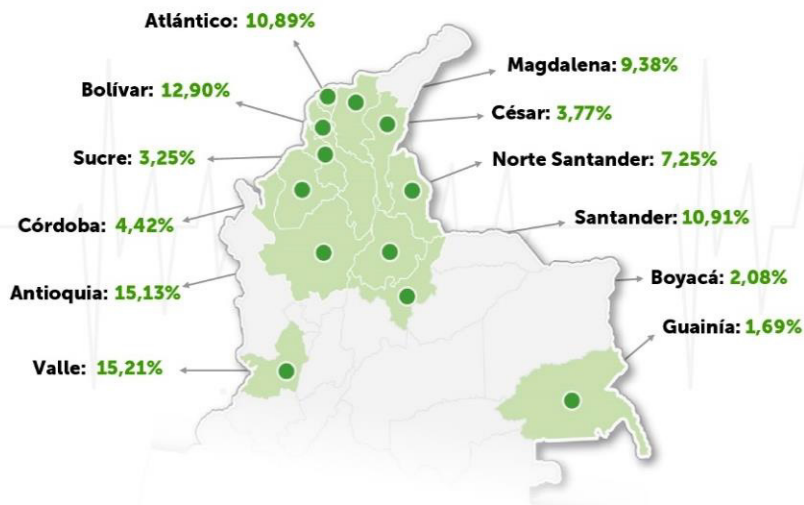 Atlántico: 10,89%
Magdalena: 9,38%
Bolívar: 12,90%
César: 3,77%
Sucre: 3,25%
Norte Santander: 7,25%
Córdoba: 4,42%
Santander: 10,91%
Antioquia: 15,13%
Boyacá: 2,08%
Guainía: 1,69%
Valle: 15,21%